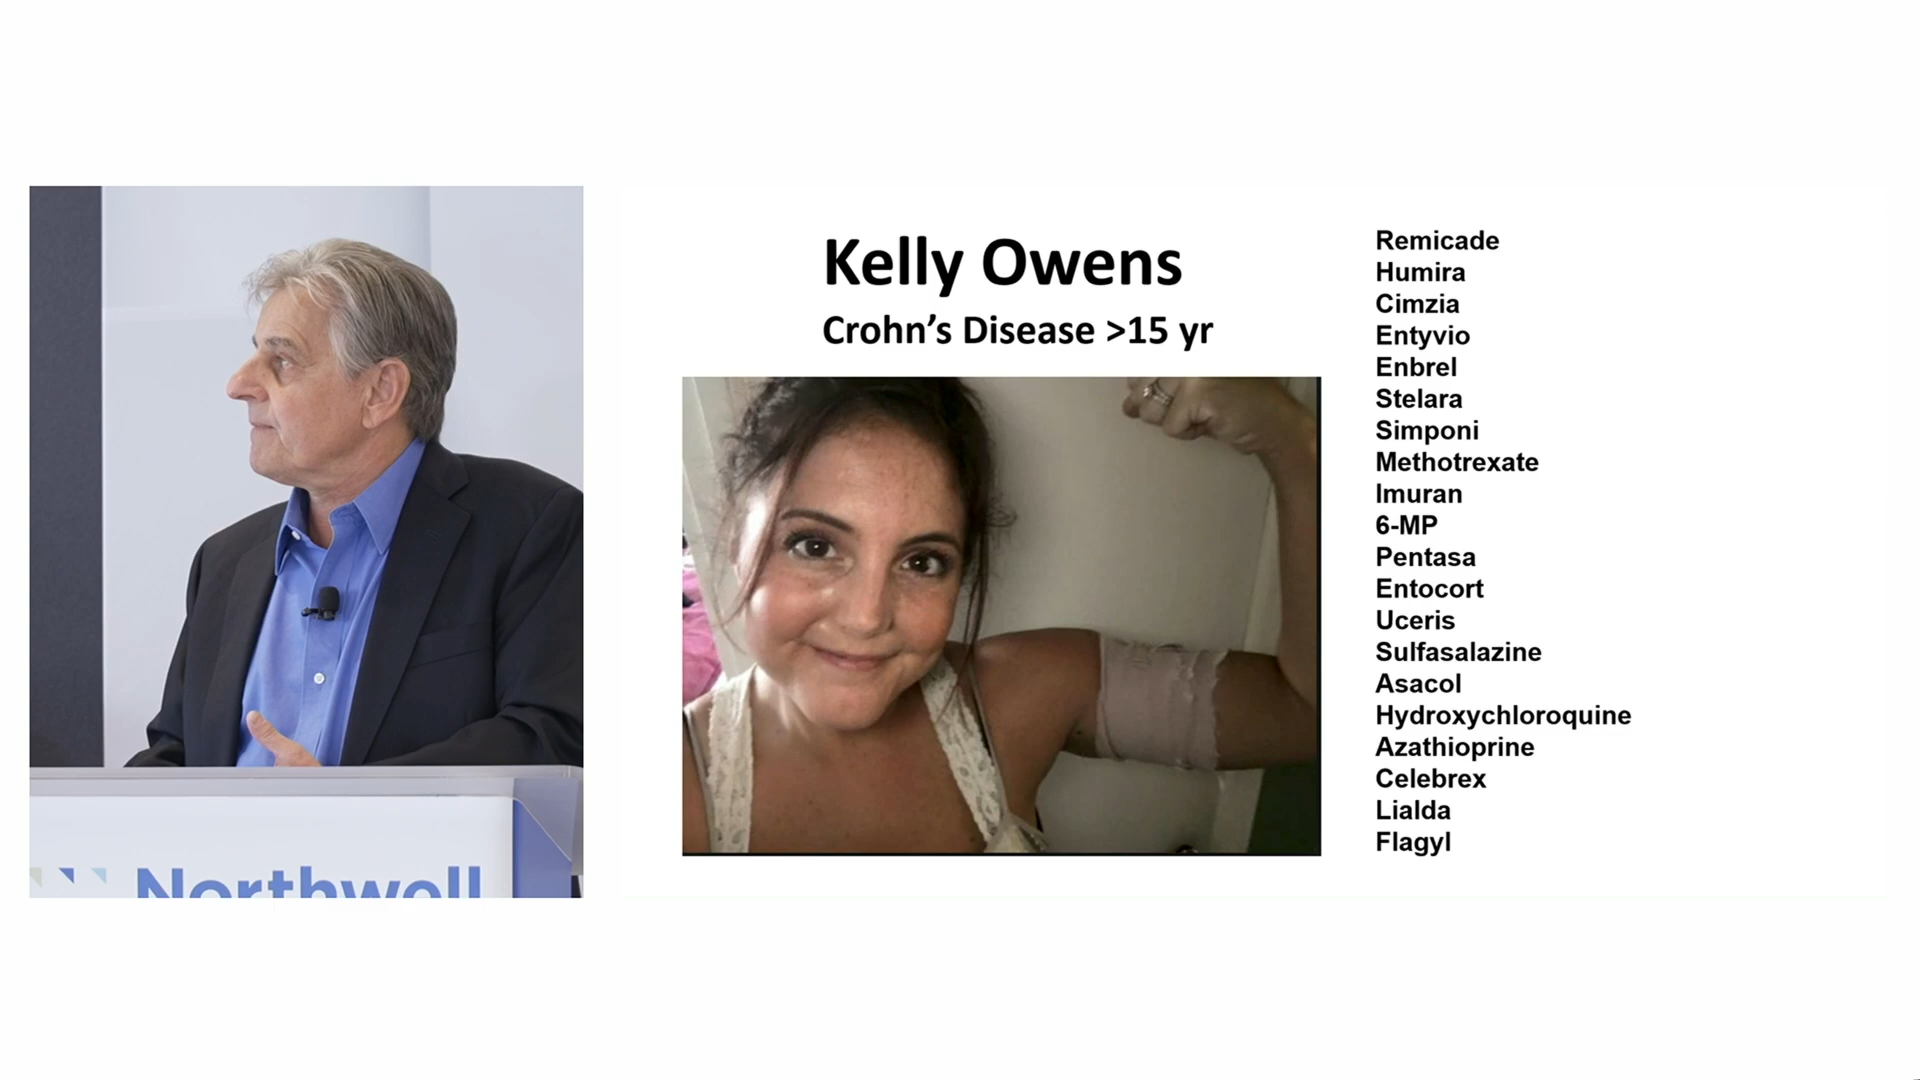 Kelly Owens
Crohn’s Disease >15 yr
Remicade
Humira
Cimzia
Entyvio
Enbrel
Stelara
Simponi
Methotrexate
Imuran
6-MP
Pentasa
Entocort
Uceris
Sulfasalazine
Asacol
Hydroxychloroquine
Azathioprine
Celebrex
Lialda
Flagyl
Northwell